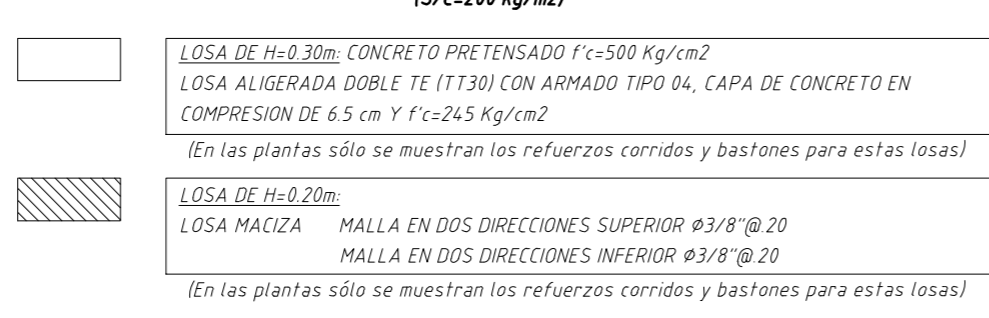 (S/c=200 Kg/m2)
LOSA DE H=0.30m: CONCRETO PRETENSADO f'c=500 Kg/cm2
LOSA ALIGERADA DOBLE TE (TT30) CON ARMADO TIPO 04, CAPA DE CONCRETO EN
COMPRESION DE 6.5 cm Y f'c=245 Kg/cm2
(En las plantas sólo se muestran los refuerzos corridos y bastones para estas losas)
LOSA DE H=0.20m:
LOSA MACIZA MALLA EN DOS DIRECCIONES SUPERIOR Ø3/8"@.20
MALLA EN DOS DIRECCIONES INFERIOR Ø3/8"@.20
(En las plantas sólo se muestran los refuerzos corridos y bastones para estas losas)